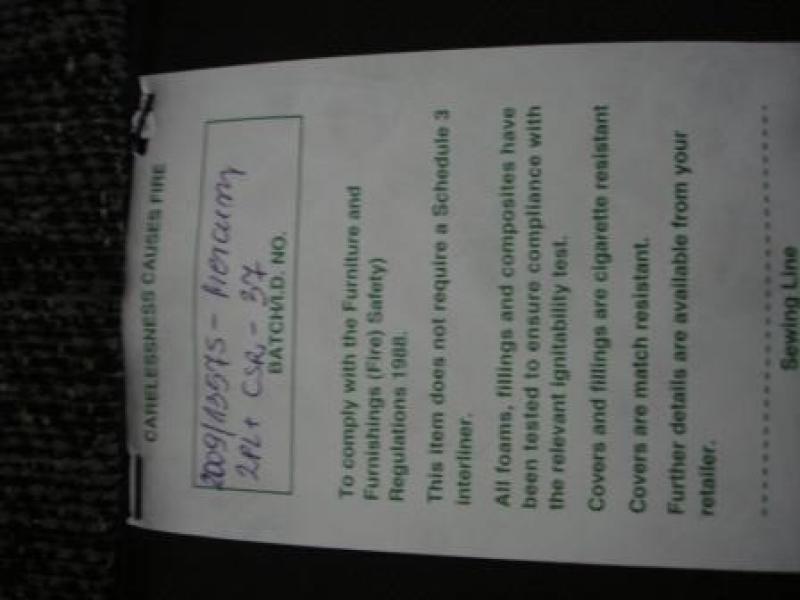 CARELESSNESS CAUSES FIRE
2009/13575 - Mercury
2PL+ CSR - 37
BATCH/I.D. NO.
To comply with the Furniture and
Furnishings (Fire) Safety)
Regulations 1988.
This item does not require a Schedule 3
interliner.
All foams, fillings and composites have
been tested to ensure compliance with
the relevant ignitability test.
Covers and fillings are cigarette resistant
Covers are match resistant.
Further details are available from your
retailer.
Sewing Line